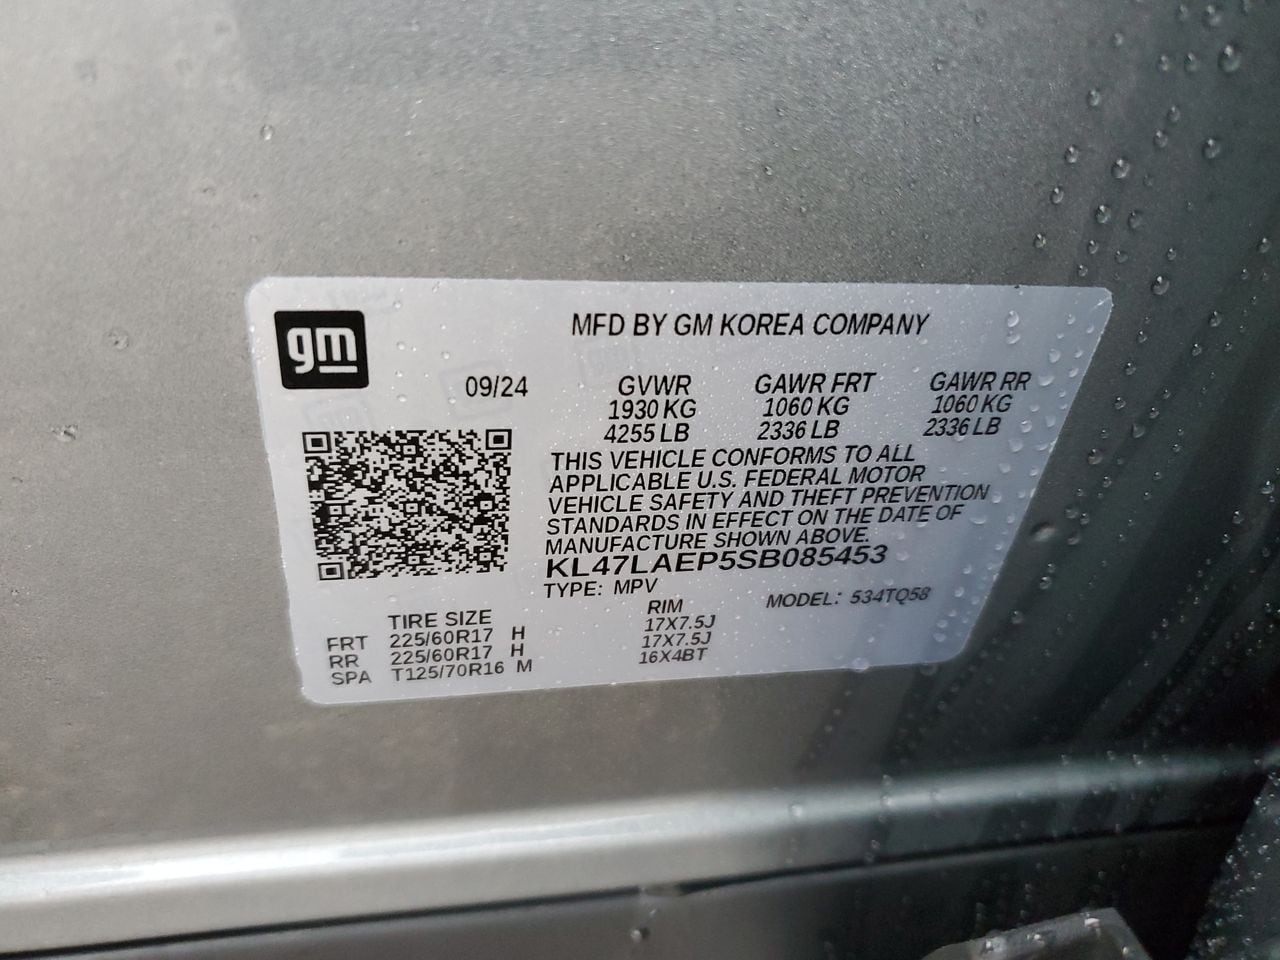 gm
MFD BY GM KOREA COMPANY
09/24 GVWR GAWR FRT GAWR RR
1930 KG 1060 KG 1060 KG
4255 LB 2336 LB 2336 LB
THIS VEHICLE CONFORMS TO ALL
APPLICABLE U.S. FEDERAL MOTOR
VEHICLE SAFETY AND THEFT PREVENTION
STANDARDS IN EFFECT ON THE DATE OF
MANUFACTURE SHOWN ABOVE.
KL47LAEP5SB085453
TYPE: MPV MODEL: 534TQ58
TIRE SIZE RIM
FRT 225/60R17 H 17X7.5J
RR 225/60R17 H 17X7.5J
SPA T125/70R16 M 16X4BT